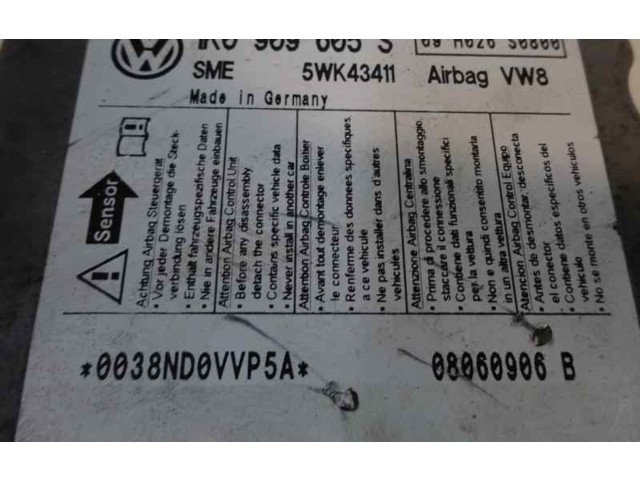 1K0 909 605 S
09 H026 S0800
SME 5WK43411 Airbag VW8
Made in Germany
Sensor
Achtung Airbag Steuergerät
• Vor jeder Demontage die Steck-
verbindung lösen
• Enthält fahrzeugspezifische Daten
• Nie in andere Fahrzeuge einbauen
Attention Airbag Control Unit
• Before any disassembly
detach the connector
• Contains specific vehicle data
• Never install in another car
Attention Airbag Controle Boitier
• Avant tout demontage enlever
le connecteur
• Renferme des donnees specifiques
a ce vehicule
• Ne pas installer dans d'autres
vehicules
Attenzione Airbag Centralina
• Prima di procedere allo smontaggio
staccare il connessione
• Contiene dati funzionali specifici
per la vettura
• Non e quindi consentito montarla
in un altra vettura
Atencion Airbag Control Equipo
• Antes de desmontar, desconecta
el conector
• Contiene datos especificos del
vehiculo
• No se monte en otros vehiculos
*0038ND0VVP5A* 08060906 B